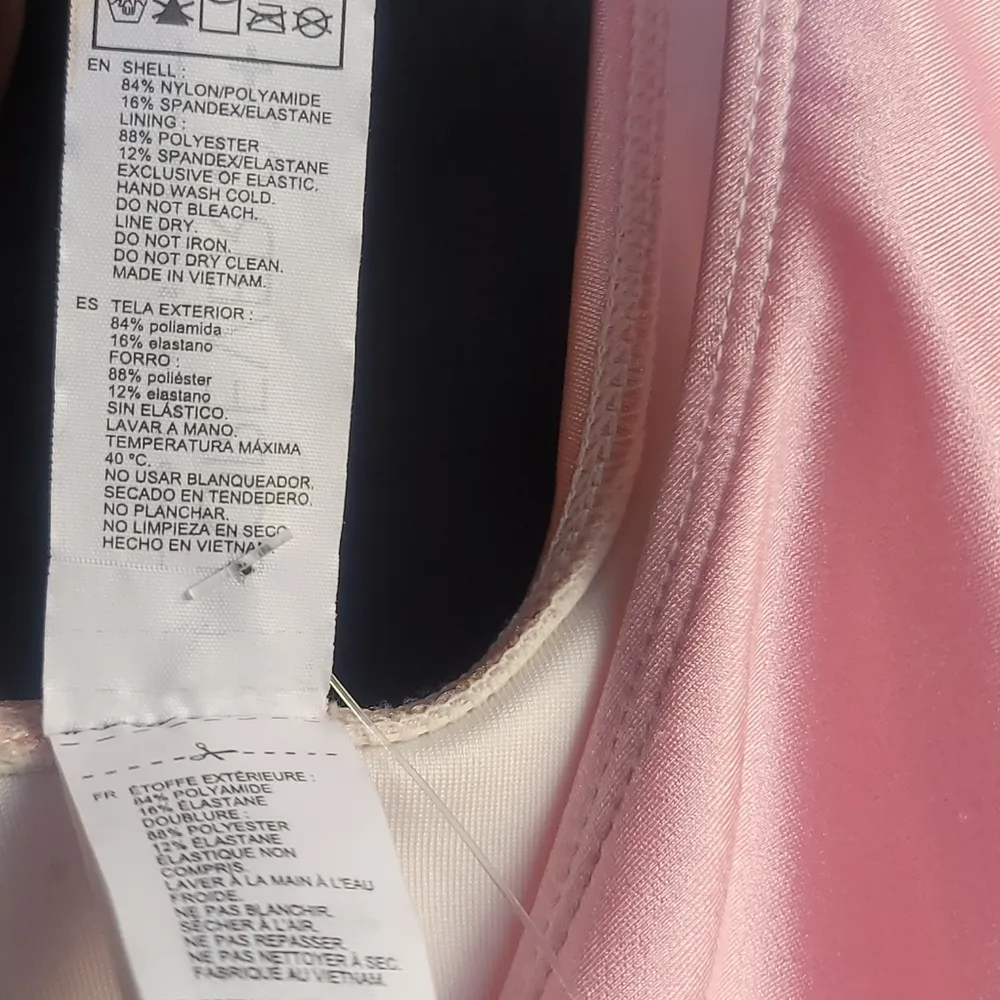 EN SHELL :
84% NYLON/POLYAMIDE
16% SPANDEX/ELASTANE
LINING :
88% POLYESTER
12% SPANDEX/ELASTANE
EXCLUSIVE OF ELASTIC.
HAND WASH COLD.
DO NOT BLEACH.
LINE DRY.
DO NOT IRON.
DO NOT DRY CLEAN.
MADE IN VIETNAM.
ES TELA EXTERIOR :
84% poliamida
16% elastano
FORRO :
88% poliéster
12% elastano
SIN ELÁSTICO.
LAVAR A MANO.
TEMPERATURA MÁXIMA
40 ºC.
NO USAR BLANQUEADOR.
SECADO EN TENDEDERO.
NO PLANCHAR.
NO LIMPIEZA EN SECO
HECHO EN VIETNAM
FR ÉTOFFE EXTÉRIEURE :
84% POLYAMIDE
16% ÉLASTANE
DOUBLURE :
88% POLYESTER
12% ÉLASTANE
ÉLASTIQUE NON
COMPRIS.
LAVER À LA MAIN À L'EAU
FROIDE.
NE PAS BLANCHIR.
SÉCHER À L'AIR.
NE PAS REPASSER.
NE PAS NETTOYER À SEC.
FABRIQUÉ AU VIETNAM.